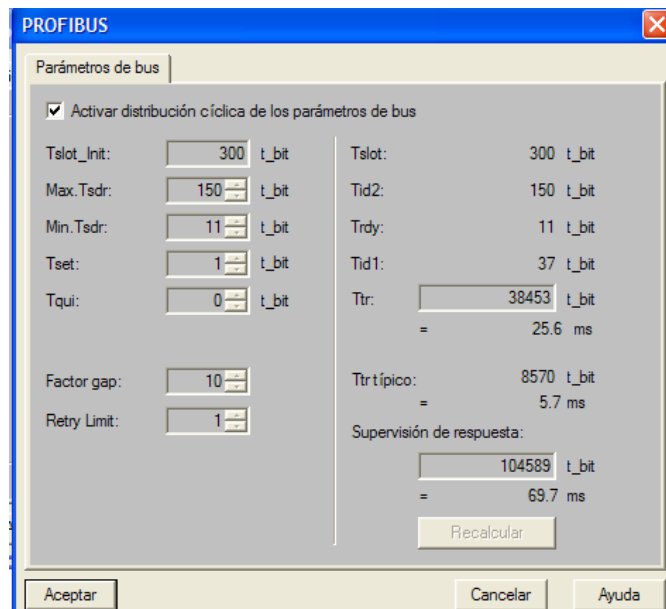 PROFIBUS
Parámetros de bus
Activar distribución cíclica de los parámetros de bus
Tslot_Init: 300 t_bit
Tslot: 300 t_bit
Max.Tsdr: 150 t_bit
Tid2: 150 t_bit
Min.Tsdr: 11 t_bit
Trdy: 11 t_bit
Tset: 1 t_bit
Tid1: 37 t_bit
Tqui: 0 t_bit
Ttr: 38453 t_bit
= 25.6 ms
Factor gap: 10
Ttr típico: 8570 t_bit
= 5.7 ms
Retry Limit: 1
Supervisión de respuesta:
104589 t_bit
= 69.7 ms
Recalcular
Aceptar
Cancelar
Ayuda